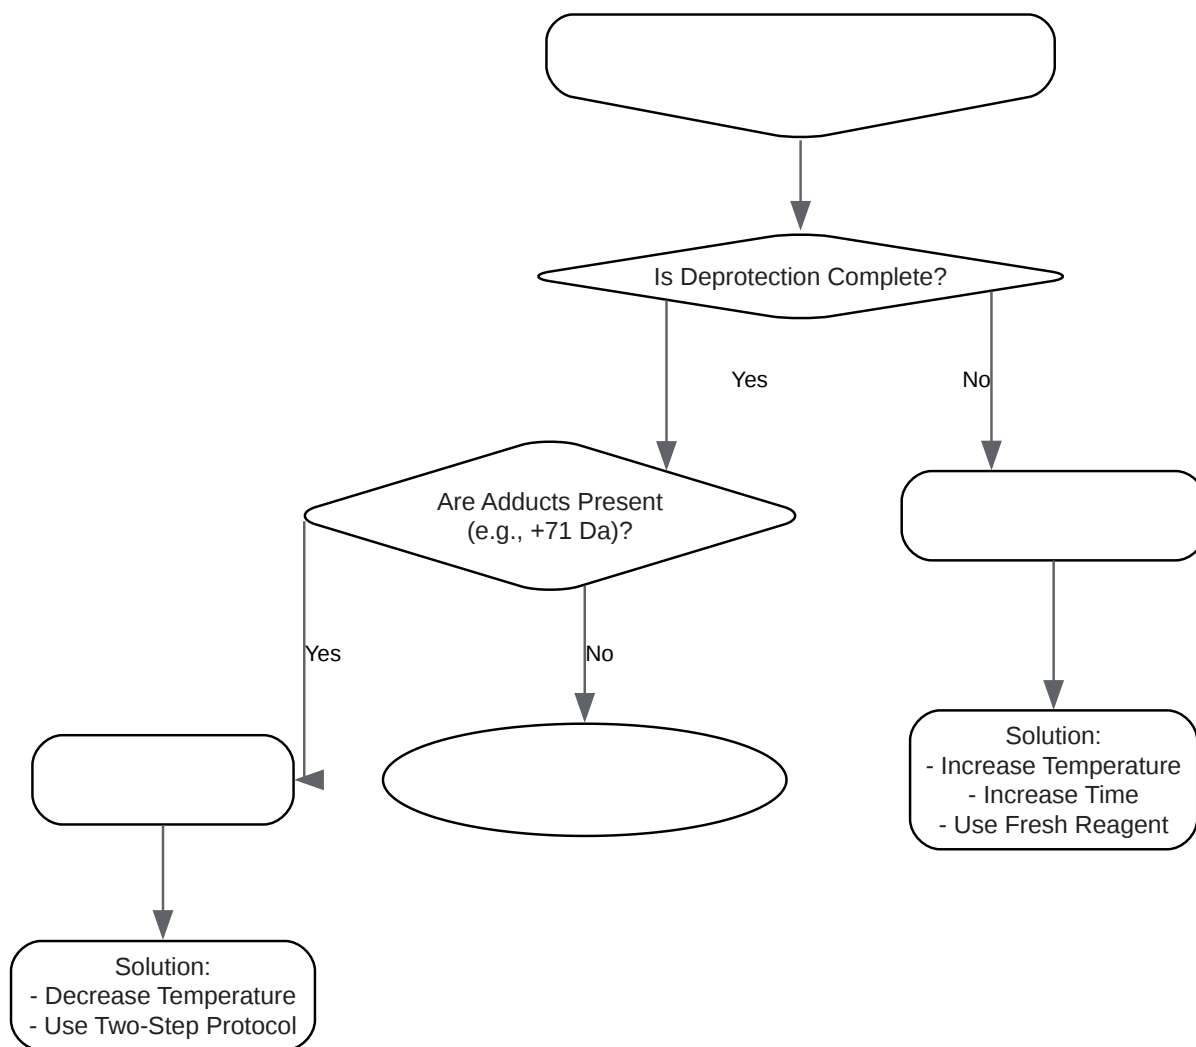 Is Deprotection Complete?
Yes
No
Are Adducts Present
(e.g., +71 Da)?
Yes
No
Solution:
- Increase Temperature
- Increase Time
- Use Fresh Reagent
Solution:
- Decrease Temperature
- Use Two-Step Protocol